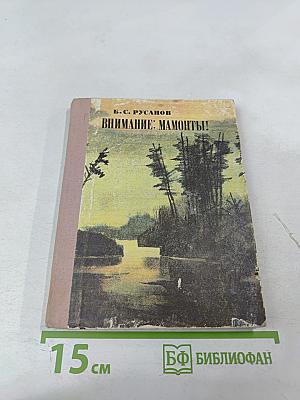 Б. С. РУСАНОВ
ВНИМАНИЕ: МАМОНТЫ!
15 см
БФ БИБЛИОФАН